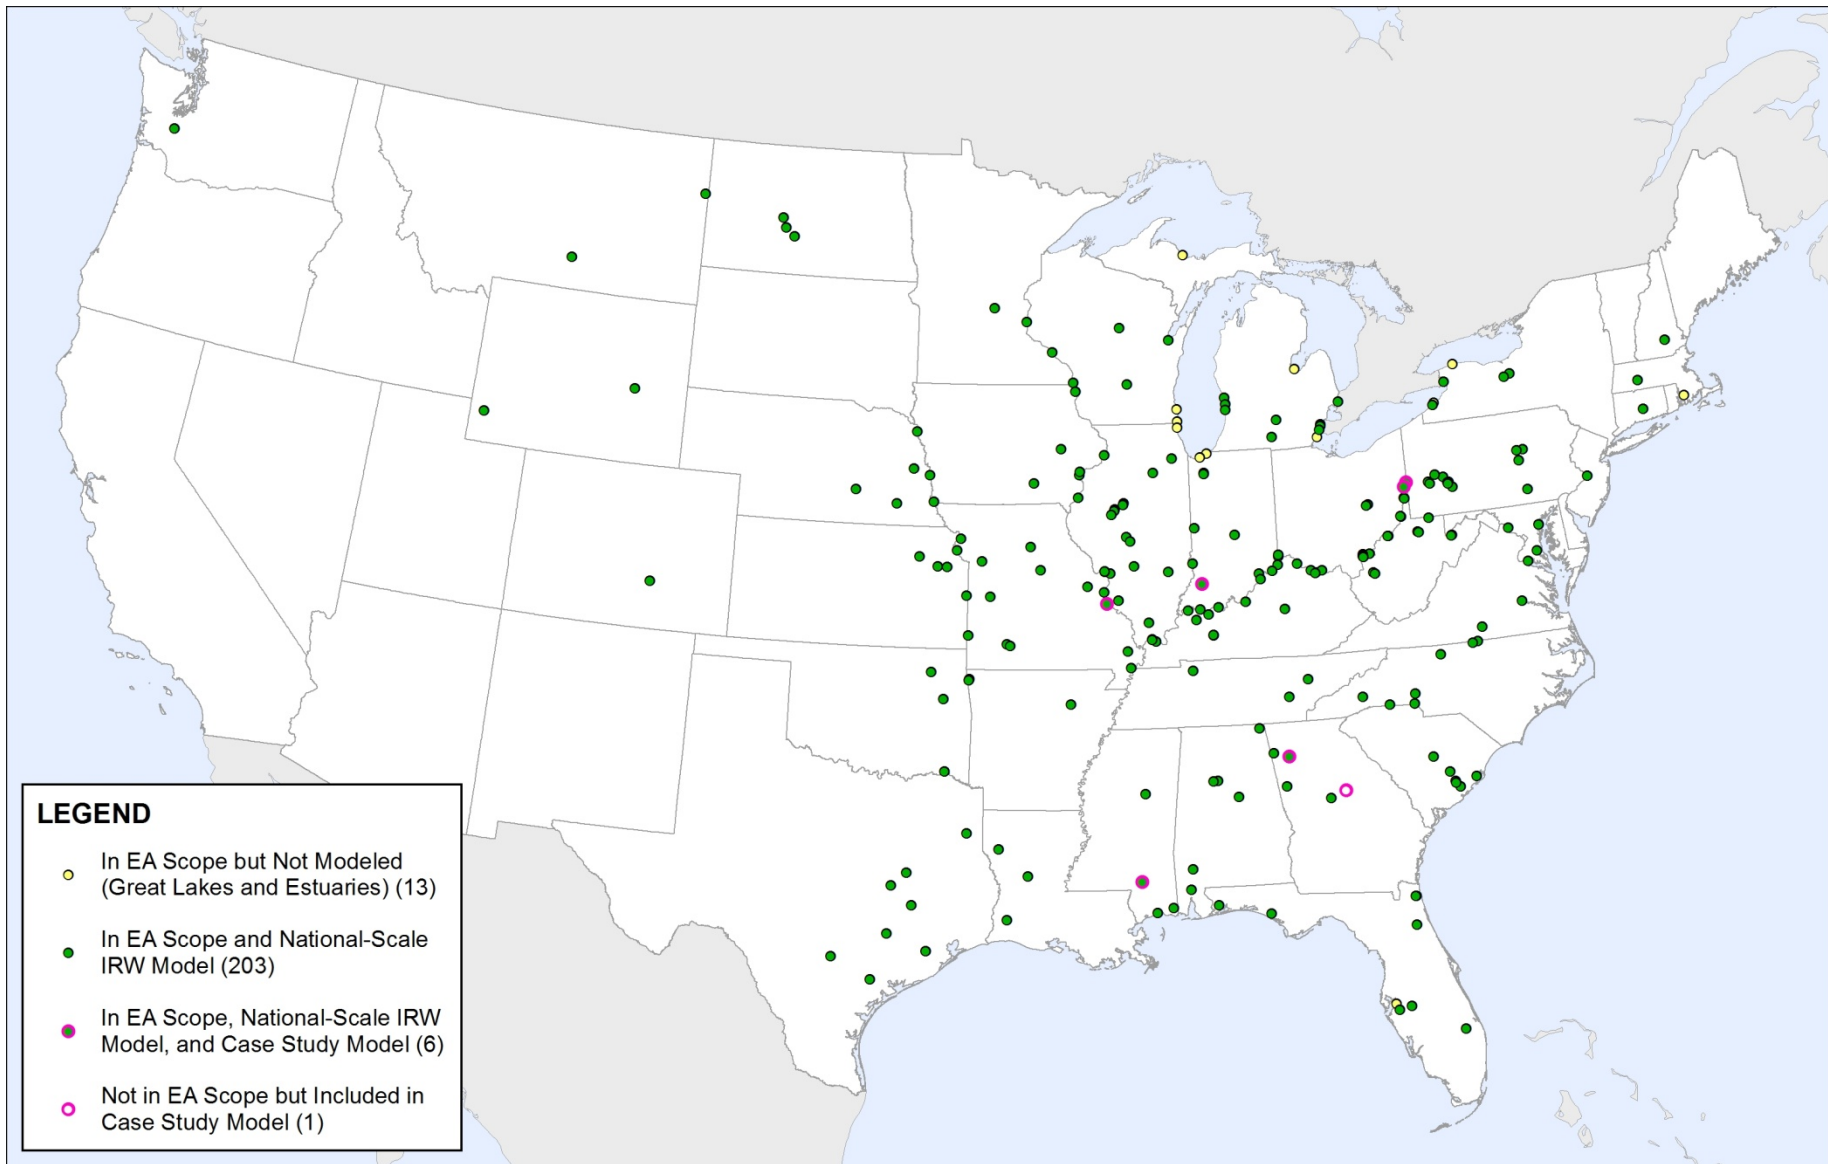 LEGEND
In EA Scope but Not Modeled
(Great Lakes and Estuaries) (13)
In EA Scope and National-Scale
IRW Model (203)
In EA Scope, National-Scale IRW
Model, and Case Study Model (6)
Not in EA Scope but Included in
Case Study Model (1)